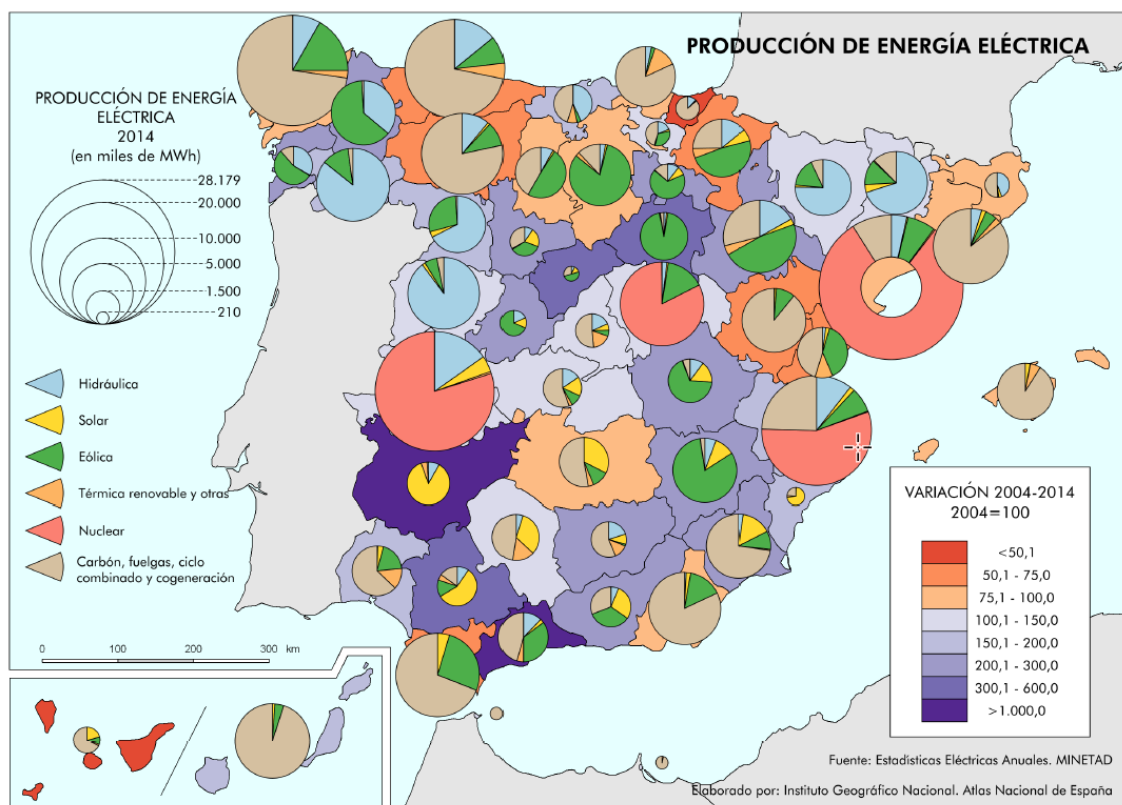 PRODUCCIÓN DE ENERGÍA ELÉCTRICA
PRODUCCIÓN DE ENERGÍA
ELÉCTRICA
2014
(en miles de MWh)
28.179
20.000
10.000
5.000
1.500
210
Hidráulica
Solar
Eólica
Térmica renovable y otras
Nuclear
Carbón, fuelgas, ciclo
combinado y cogeneración
0 100 200 300 km
VARIACIÓN 2004-2014
2004=100
<50,1
50,1 - 75,0
75,1 - 100,0
100,1 - 150,0
150,1 - 200,0
200,1 - 300,0
300,1 - 600,0
>1.000,0
Fuente: Estadísticas Eléctricas Anuales. MINETAD
Elaborado por: Instituto Geográfico Nacional. Atlas Nacional de España